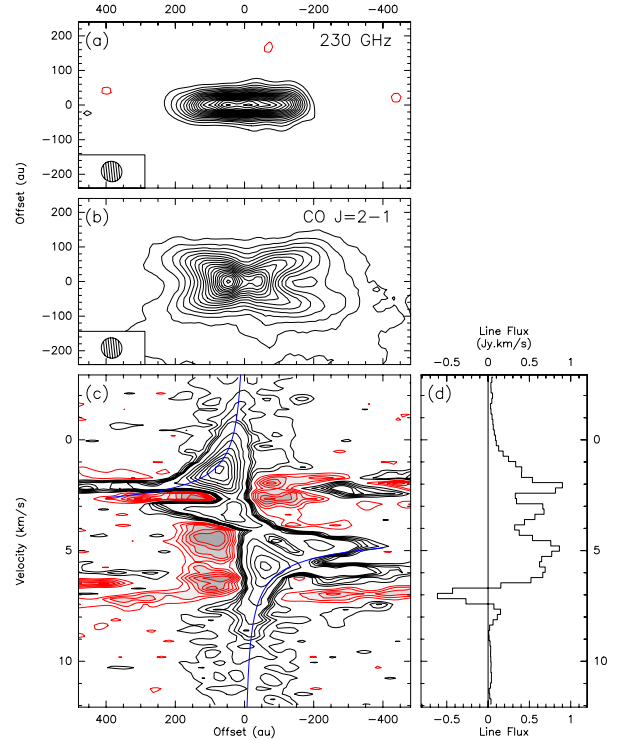 400 200 0 −200 −400
(a) 230 GHz
200
100
0
−100
−200
Offset (au)
(b) CO J=2−1
200
100
0
−100
−200
Line Flux
(Jy.km/s)
−0.5 0 0.5 1
(c)
(d)
0
5
10
Velocity (km/s)
0
5
10
400 200 0 −200 −400
Offset (au)
−0.5 0 0.5 1
Line Flux